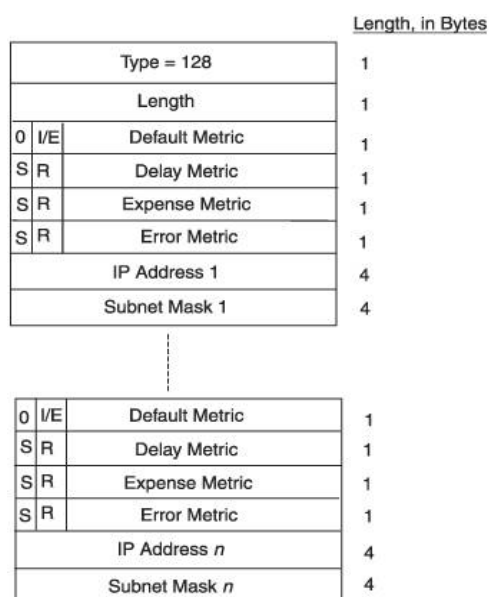 Length, in Bytes
Type = 128 1
Length 1
0 I/E Default Metric 1
S R Delay Metric 1
S R Expense Metric 1
S R Error Metric 1
IP Address 1 4
Subnet Mask 1 4
0 I/E Default Metric 1
S R Delay Metric 1
S R Expense Metric 1
S R Error Metric 1
IP Address n 4
Subnet Mask n 4